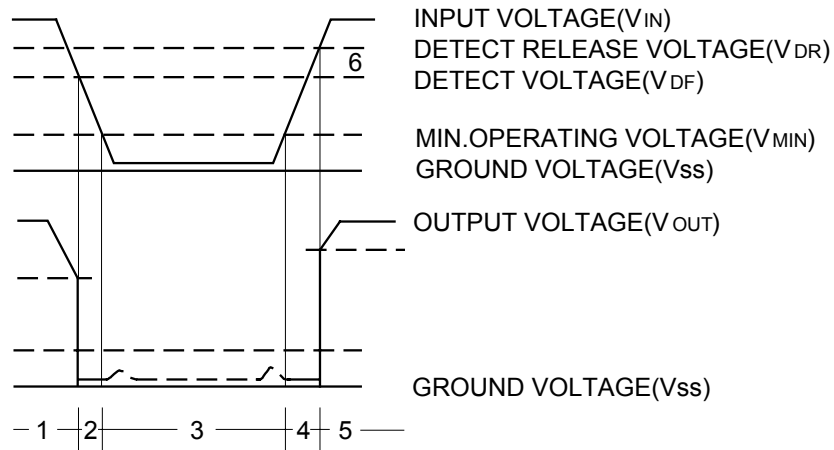 INPUT VOLTAGE(VIN)
DETECT RELEASE VOLTAGE(VDR)
6
DETECT VOLTAGE(VDF)
MIN.OPERATING VOLTAGE(VMIN)
GROUND VOLTAGE(Vss)
OUTPUT VOLTAGE(VOUT)
GROUND VOLTAGE(Vss)
1 2 3 4 5